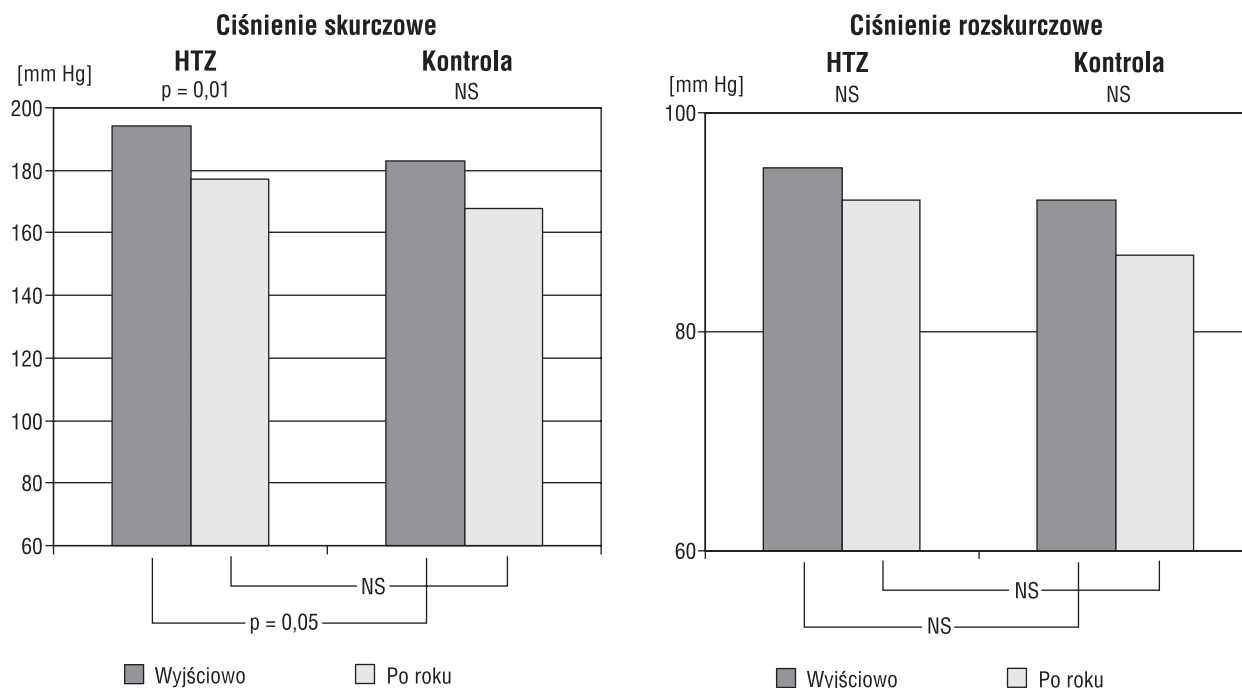 Ciśnienie skurczowe
HTZ Kontrola
[mm Hg] p = 0,01 NS
200
180
160
140
120
100
80
60
NS
p = 0,05
Wyjściowo Po roku
Ciśnienie rozskurczowe
HTZ Kontrola
[mm Hg] NS NS
100
80
60
NS
NS
Wyjściowo Po roku